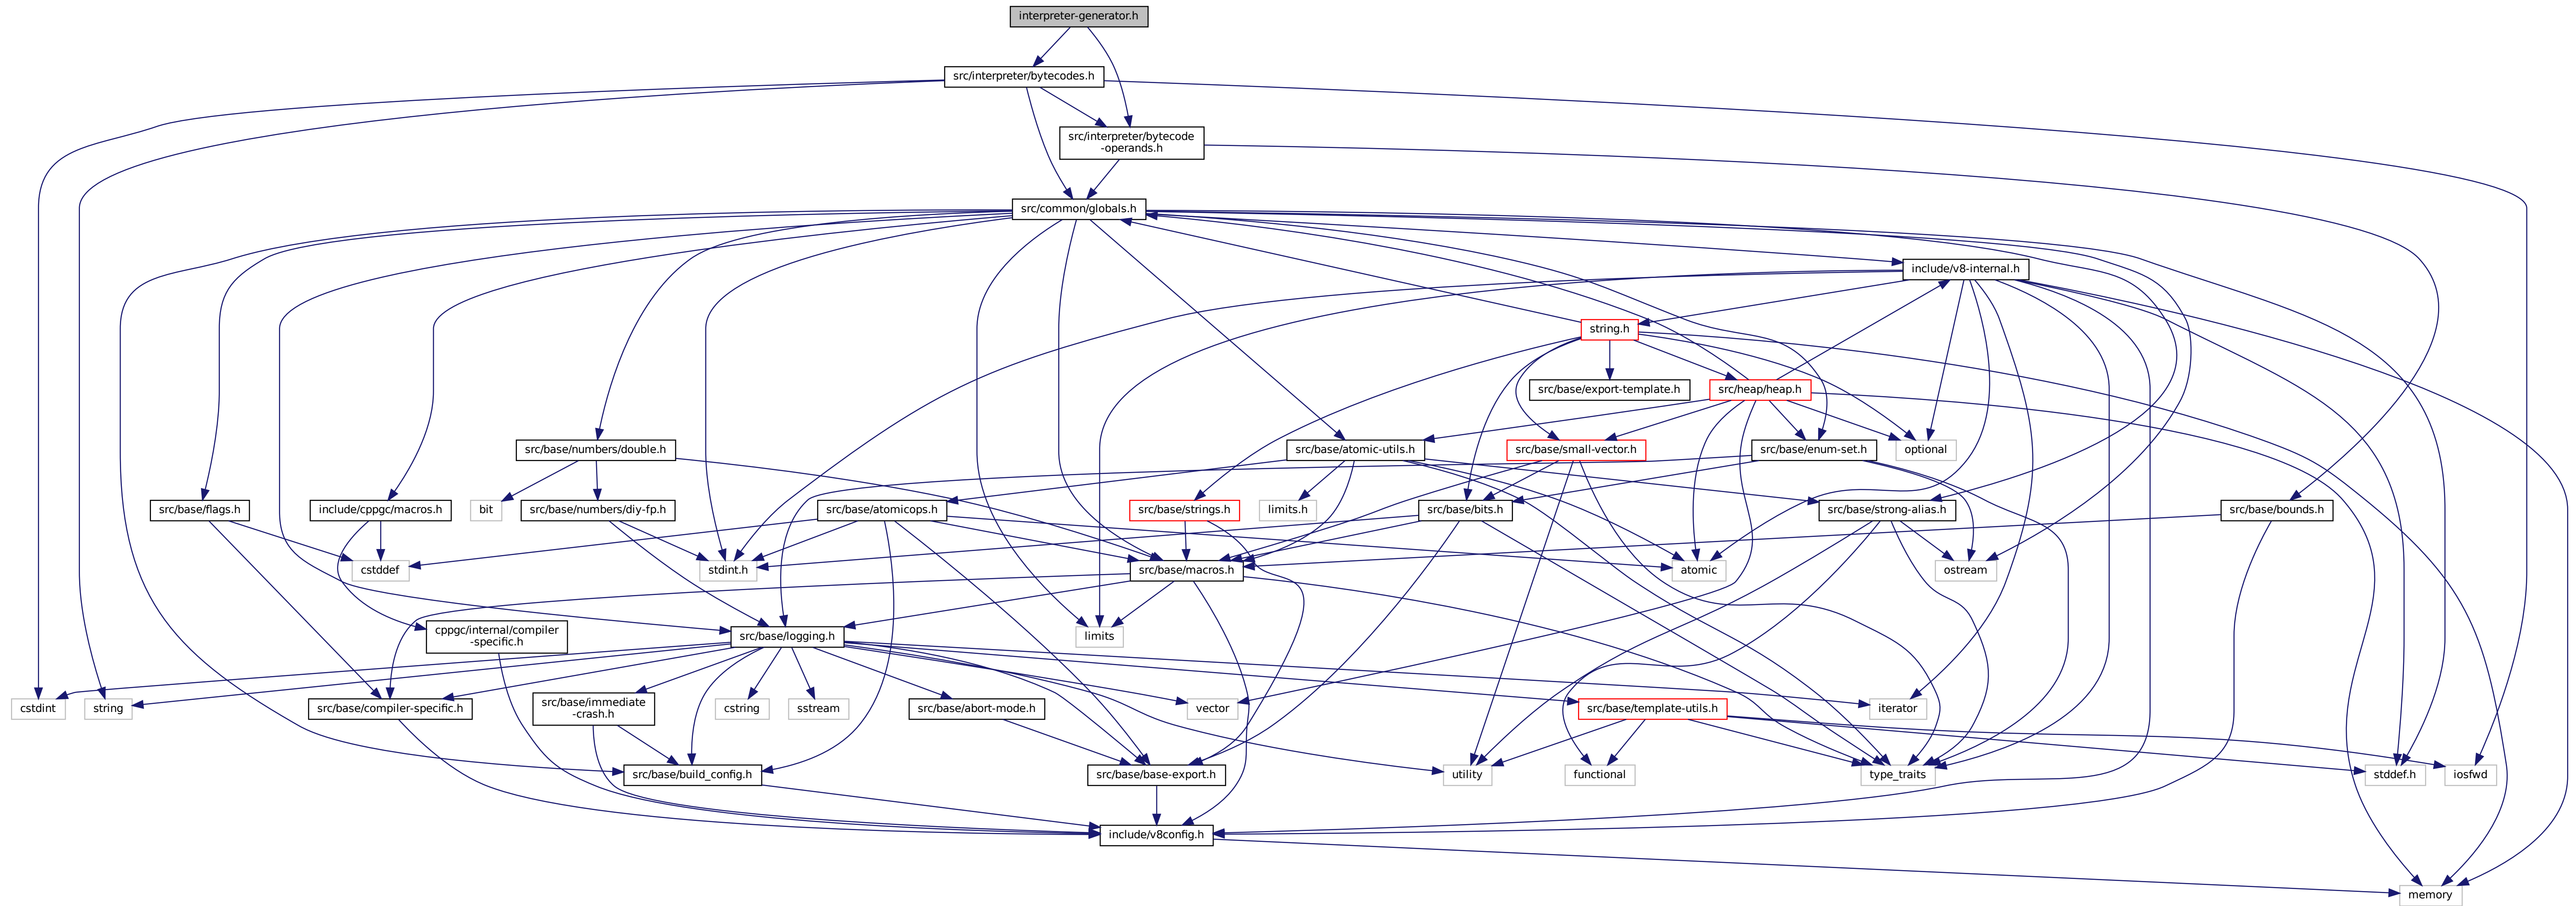 interpreter-generator.h
src/interpreter/bytecodes.h
src/interpreter/bytecode
-operands.h
src/common/globals.h
include/v8-internal.h
string.h
src/base/export-template.h
src/heap/heap.h
src/base/numbers/double.h
src/base/atomic-utils.h
src/base/small-vector.h
src/base/enum-set.h
optional
src/base/flags.h
include/cppgc/macros.h
bit
src/base/numbers/diy-fp.h
src/base/atomicops.h
src/base/strings.h
limits.h
src/base/bits.h
src/base/strong-alias.h
src/base/bounds.h
cstddef
stdint.h
src/base/macros.h
atomic
ostream
cppgc/internal/compiler
-specific.h
src/base/logging.h
limits
cstdint
string
src/base/compiler-specific.h
src/base/immediate
-crash.h
cstring
sstream
src/base/abort-mode.h
vector
src/base/template-utils.h
iterator
src/base/build_config.h
src/base/base-export.h
utility
functional
type_traits
stddef.h
iosfwd
include/v8config.h
memory